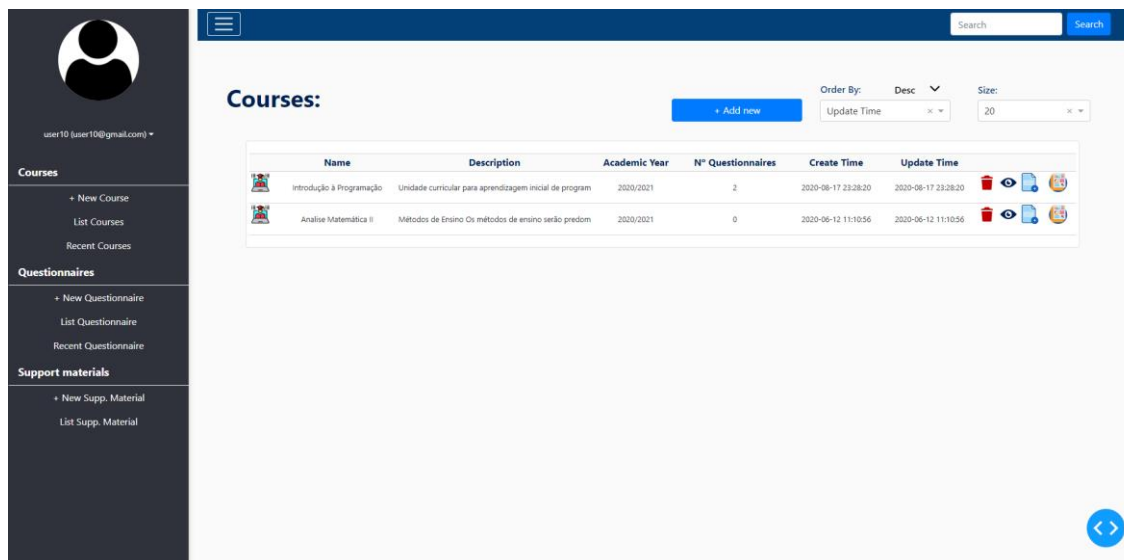 user10 (user10@gmail.com)
Courses
+ New Course
List Courses
Recent Courses
Questionnaires
+ New Questionnaire
List Questionnaire
Recent Questionnaire
Support materials
+ New Supp. Material
List Supp. Material
Search Search
Courses:
+ Add new
Order By: Desc
Update Time
Size:
20
Name Description Academic Year Nº Questionnaires Create Time Update Time
Introdução à Programação Unidade curricular para aprendizagem inicial de program 2020/2021 2 2020-08-17 23:28:20 2020-08-17 23:28:20
Analise Matemática II Métodos de Ensino Os métodos de ensino serão predom 2020/2021 0 2020-06-12 11:10:56 2020-06-12 11:10:56